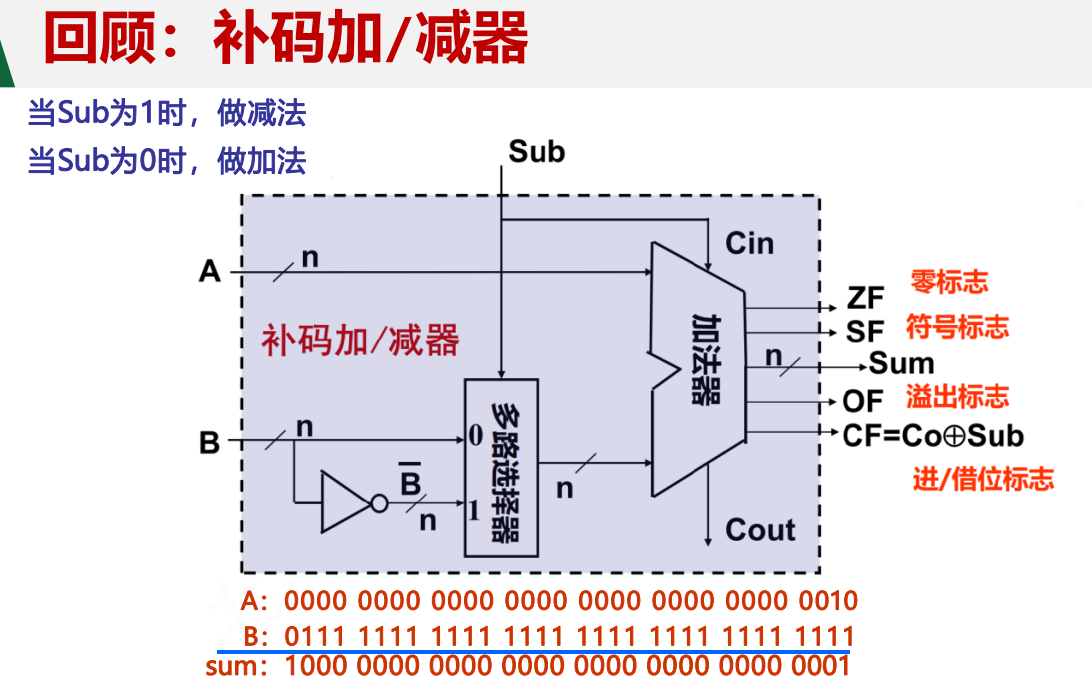 回顾：补码加/减器
当Sub为1时，做减法
当Sub为0时，做加法
Sub
Cin
A
n
ZF
零标志
SF
符号标志
补码加/减器
加法器
n
Sum
OF
溢出标志
B
n
0
多路选择器
CF=Co⊕Sub
进/借位标志
B̅
n
1
n
Cout
A: 0000 0000 0000 0000 0000 0000 0000 0010
B: 0111 1111 1111 1111 1111 1111 1111 1111
sum: 1000 0000 0000 0000 0000 0000 0000 0001